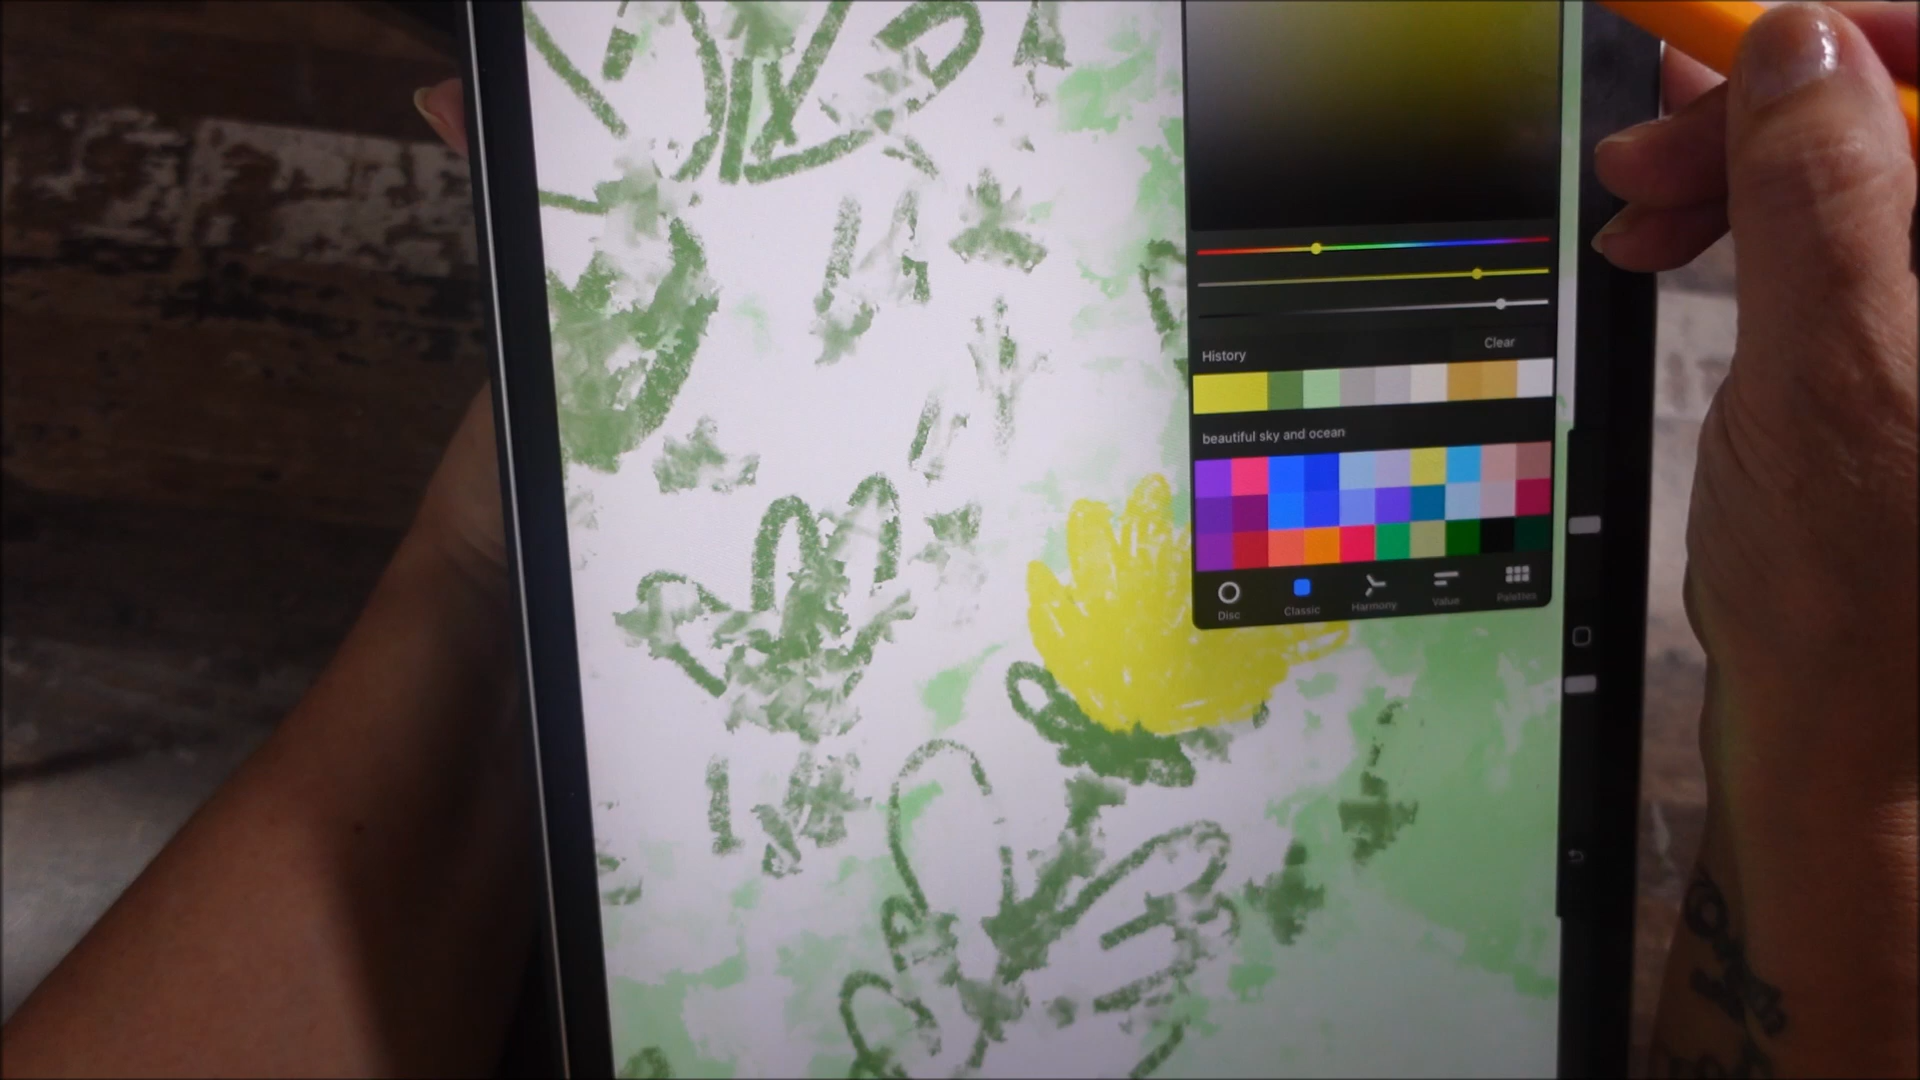 Clear
History
beautiful sky and ocean
Disc
Classic
Harmony
Value
Palettes